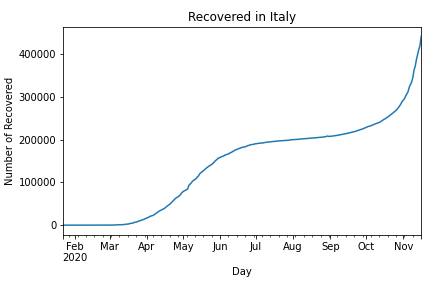 Recovered in Italy
Number of Recovered
400000
300000
200000
100000
0
Feb Mar Apr May Jun Jul Aug Sep Oct Nov
2020
Day